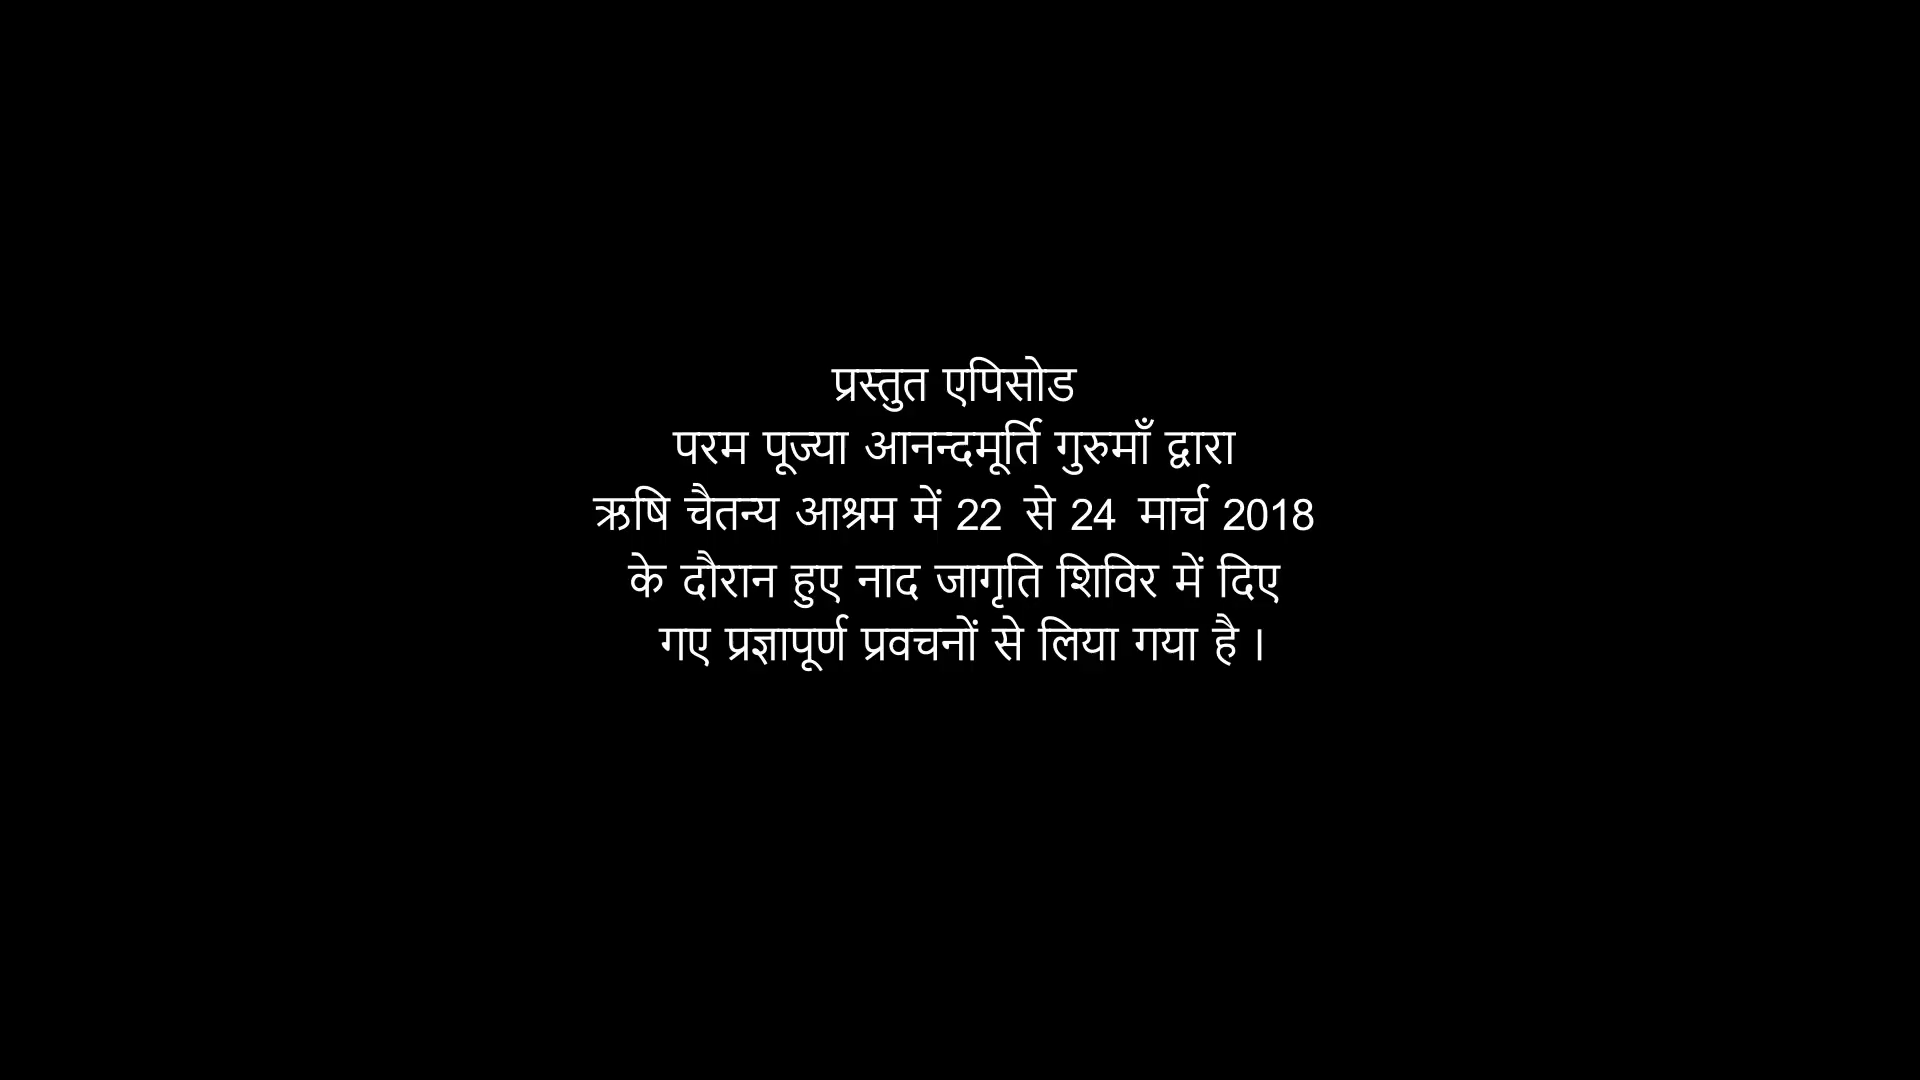 प्रस्तुत एपिसोड
परम पूज्या आनन्दमूर्ति गुरुमाँ द्वारा
ऋषि चैतन्य आश्रम में 22 से 24 मार्च 2018
के दौरान हुए नाद जागृति शिविर में दिए
गए प्रज्ञापूर्ण प्रवचनों से लिया गया है ।